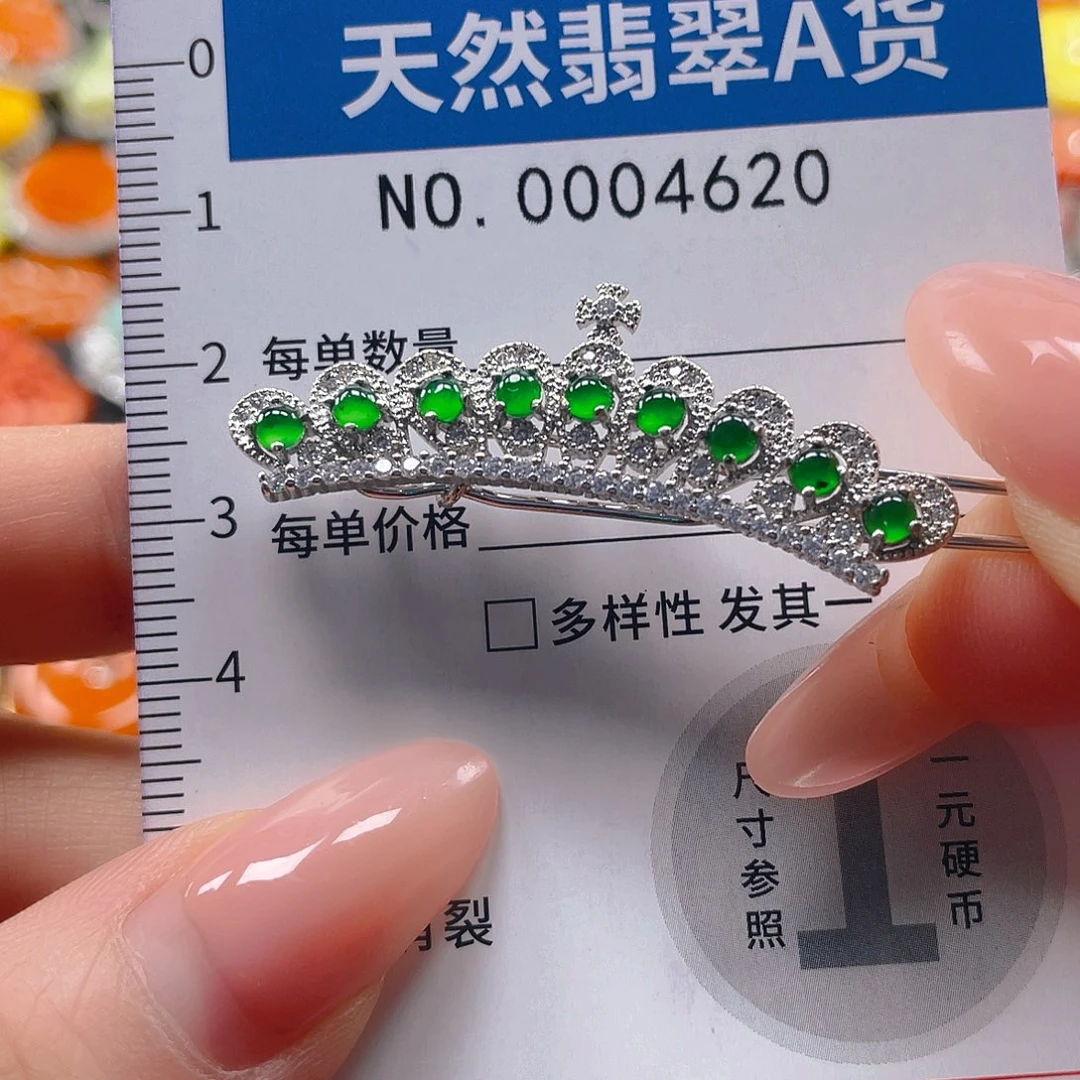 天然翡翠A货
NO. 0004620
0
1
2
3
4
每单数量
每单价格
多样性 发其一
裂
尺寸参照
1
一元硬币